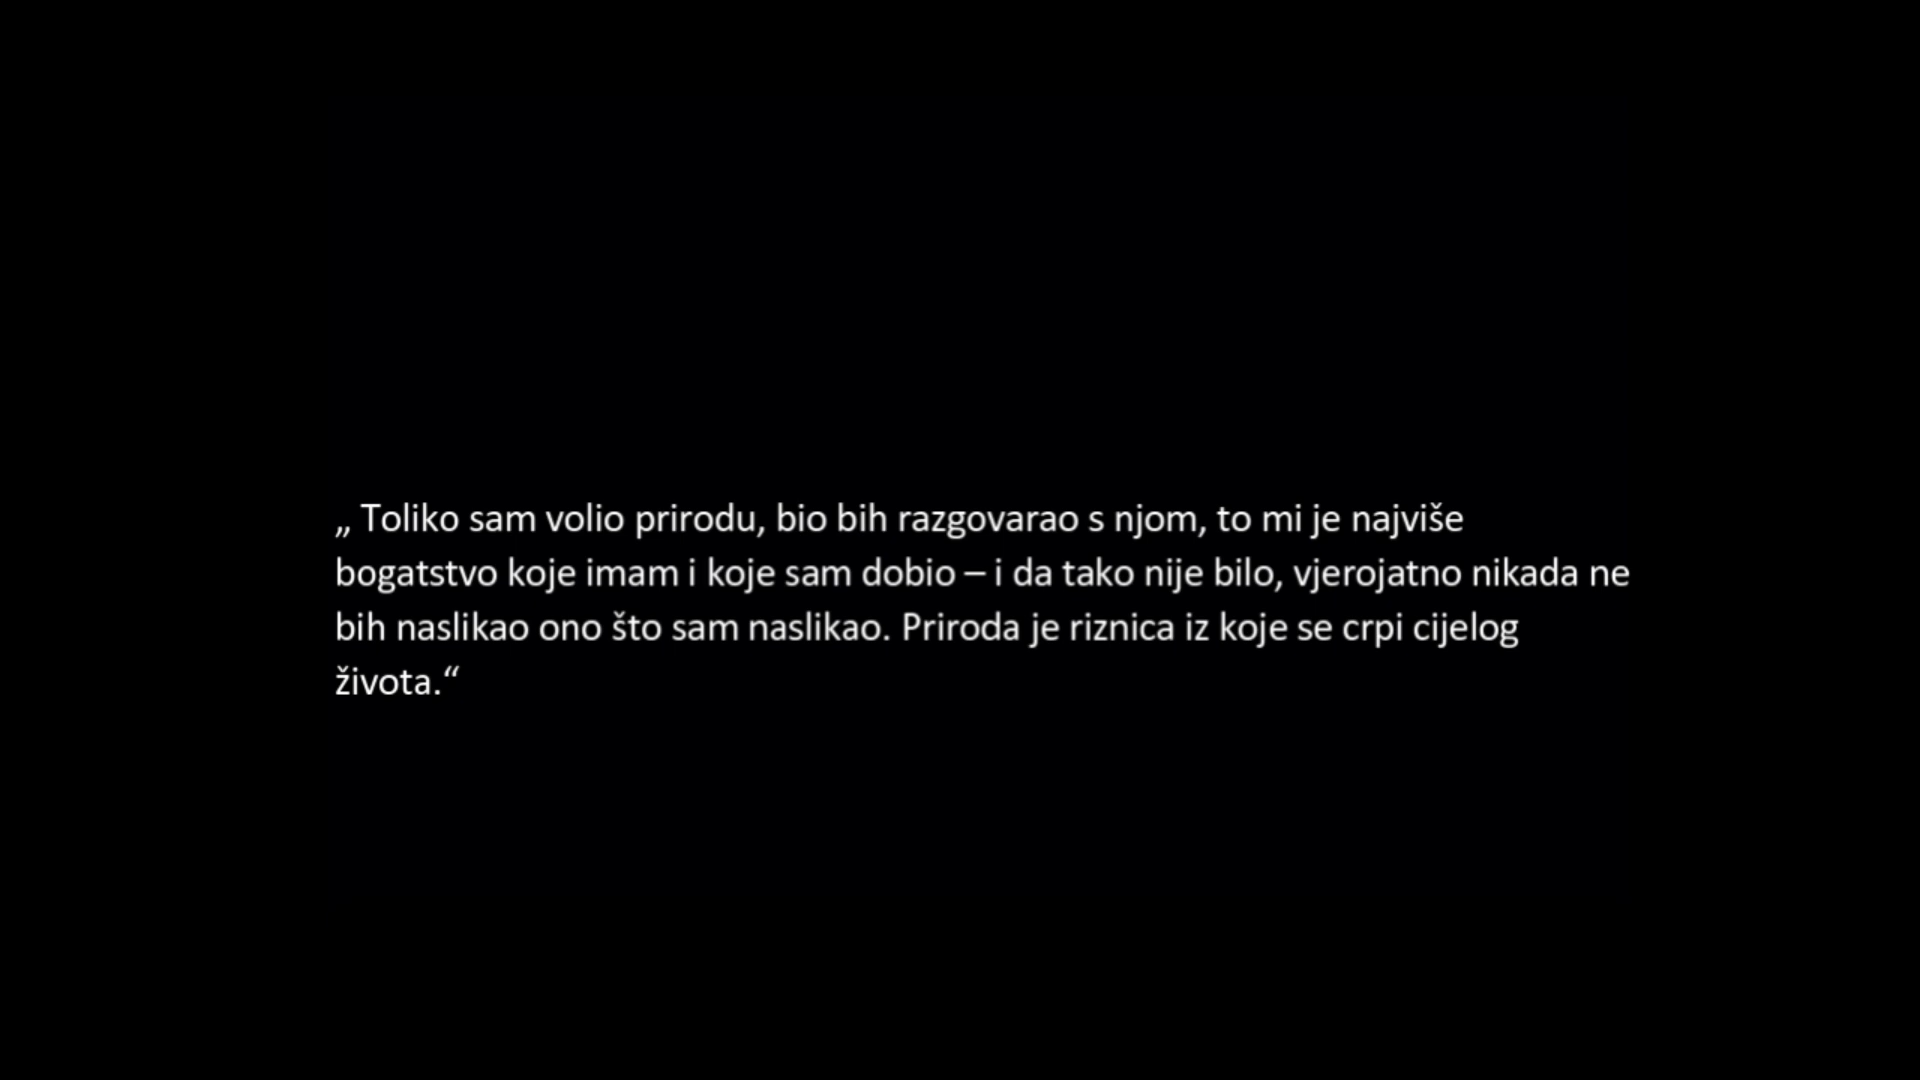 „ Toliko sam volio prirodu, bio bih razgovarao s njom, to mi je najviše
bogatstvo koje imam i koje sam dobio – i da tako nije bilo, vjerojatno nikada ne
bih naslikao ono što sam naslikao. Priroda je riznica iz koje se crpi cijelog
života.“